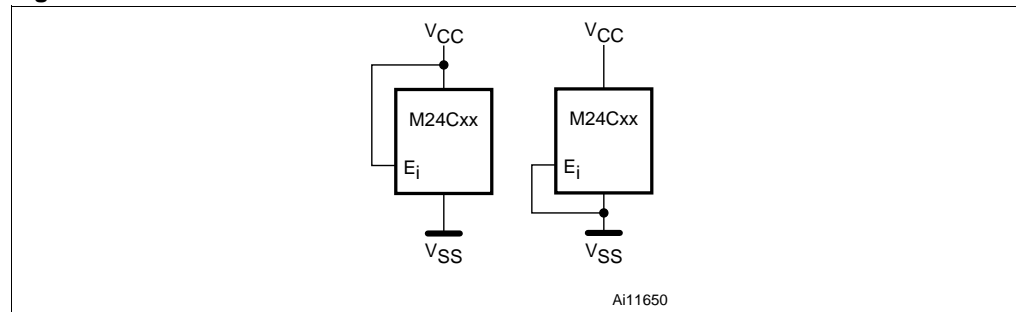 VCC VCC
M24Cxx M24Cxx
Ei Ei
VSS VSS
Ai11650